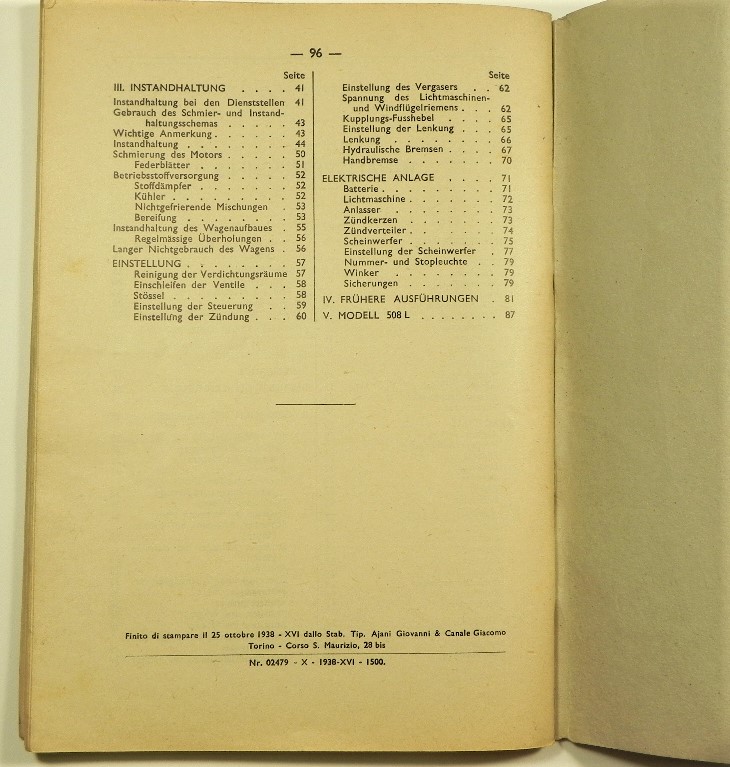 — 96 —
Seite
III. INSTANDHALTUNG . . . . 41
Instandhaltung bei den Dienststellen 41
Gebrauch des Schmier- und Instand-
haltungsschemas . . . . . 43
Wichtige Anmerkung . . . . . 43
Instandhaltung . . . . . . . 44
Schmierung des Motors . . . . . 50
Federblätter . . . . . . 51
Betriebsstoffversorgung . . . . . 52
Stoffdämpfer . . . . . . 52
Kühler . . . . . . . . 52
Nichtgefrierende Mischungen . 53
Bereifung . . . . . . . 53
Instandhaltung des Wagenaufbaues . 55
Regelmässige Überholungen . . 56
Langer Nichtgebrauch des Wagens . 56
EINSTELLUNG . . . . . . . . 57
Reinigung der Verdichtungsräume 57
Einschleifen der Ventile . . . 58
Stössel . . . . . . . . . 58
Einstellung der Steuerung . . 59
Einstellung der Zündung . . . 60
Seite
Einstellung des Vergasers . . 62
Spannung des Lichtmaschinen-
und Windflügelriemens . . . 62
Kupplungs-Fusshebel . . . . 65
Einstellung der Lenkung . . . 65
Lenkung . . . . . . . . 66
Hydraulische Bremsen . . . . 67
Handbremse . . . . . . . 70
ELEKTRISCHE ANLAGE . . . . 71
Batterie . . . . . . . . 71
Lichtmaschine . . . . . . . 72
Anlasser . . . . . . . . 73
Zündkerzen . . . . . . 73
Zündverteiler . . . . . . . 74
Scheinwerfer . . . . . . . 75
Einstellung der Scheinwerfer . 77
Nummer- und Stopleuchte . . 79
Winker . . . . . . . . 79
Sicherungen . . . . . . . 79
IV. FRÜHERE AUSFÜHRUNGEN . 81
V. MODELL 508 L . . . . . . . . 87
Finito di stampare il 25 ottobre 1938 - XVI dallo Stab. Tip. Ajani Giovanni & Canale Giacomo
Torino - Corso S. Maurizio, 28 bis
Nr. 02479 - X - 1938-XVI - 1500.